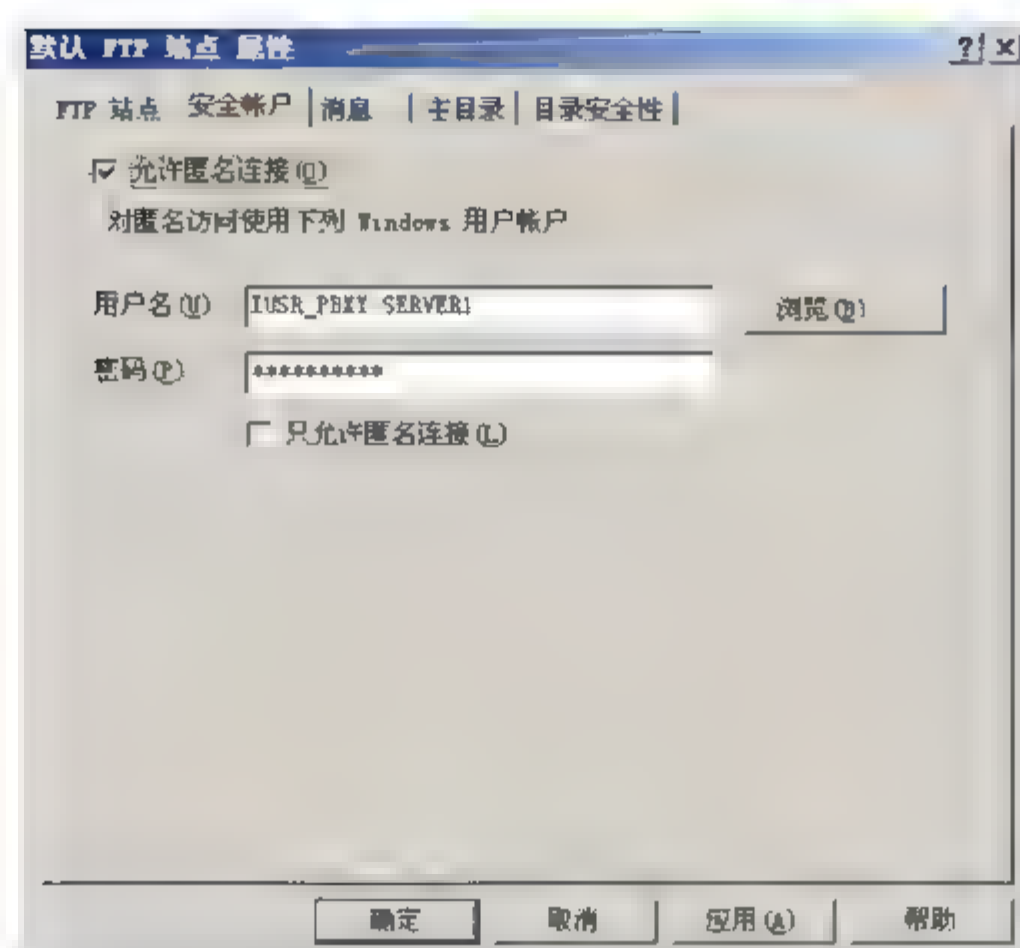 默认 FTP 站点 属性
FTP 站点 安全帐户 消息 主目录 目录安全性
允许匿名连接(O)
对匿名访问使用下列 Windows 用户帐户
用户名(U) 浏览(B)
密码(P) **********
只允许匿名连接(L)
确定 取消 应用(A) 帮助